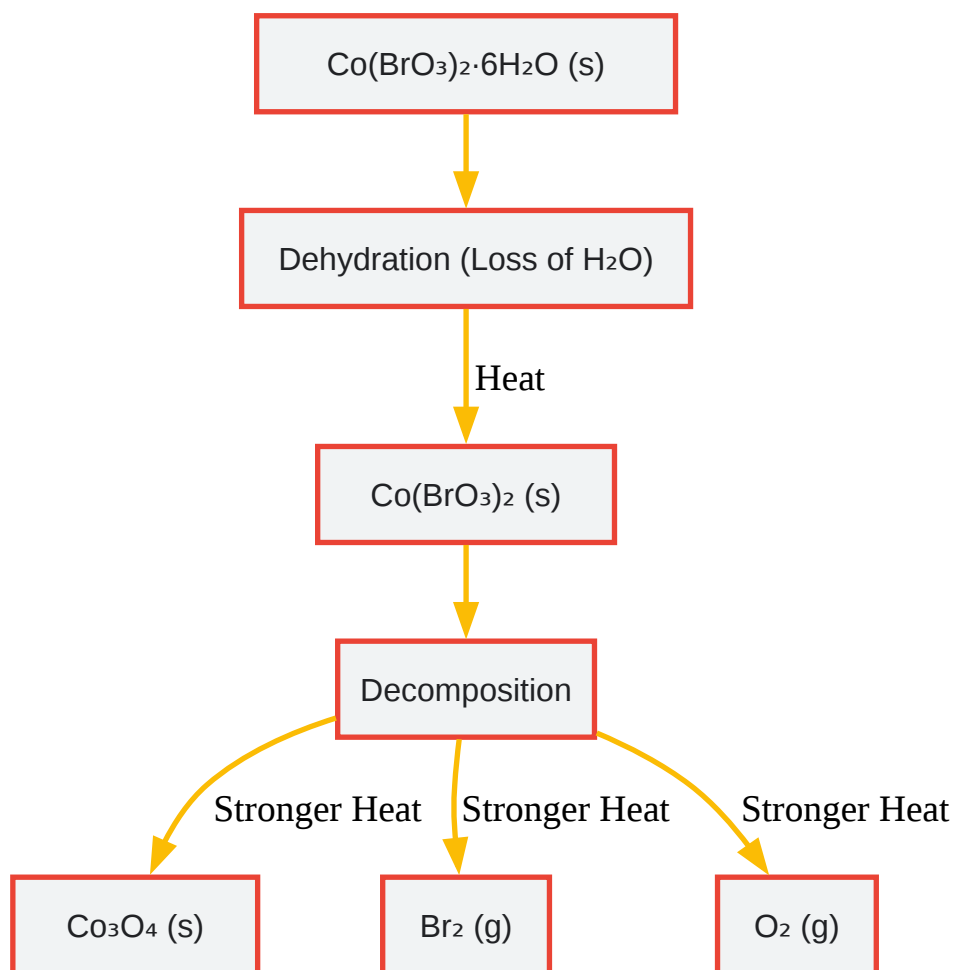 Co(BrO₃)₂·6H₂O (s)
Dehydration (Loss of H₂O)
Heat
Co(BrO₃)₂ (s)
Decomposition
Stronger Heat
Stronger Heat
Stronger Heat
Co₃O₄ (s)
Br₂ (g)
O₂ (g)